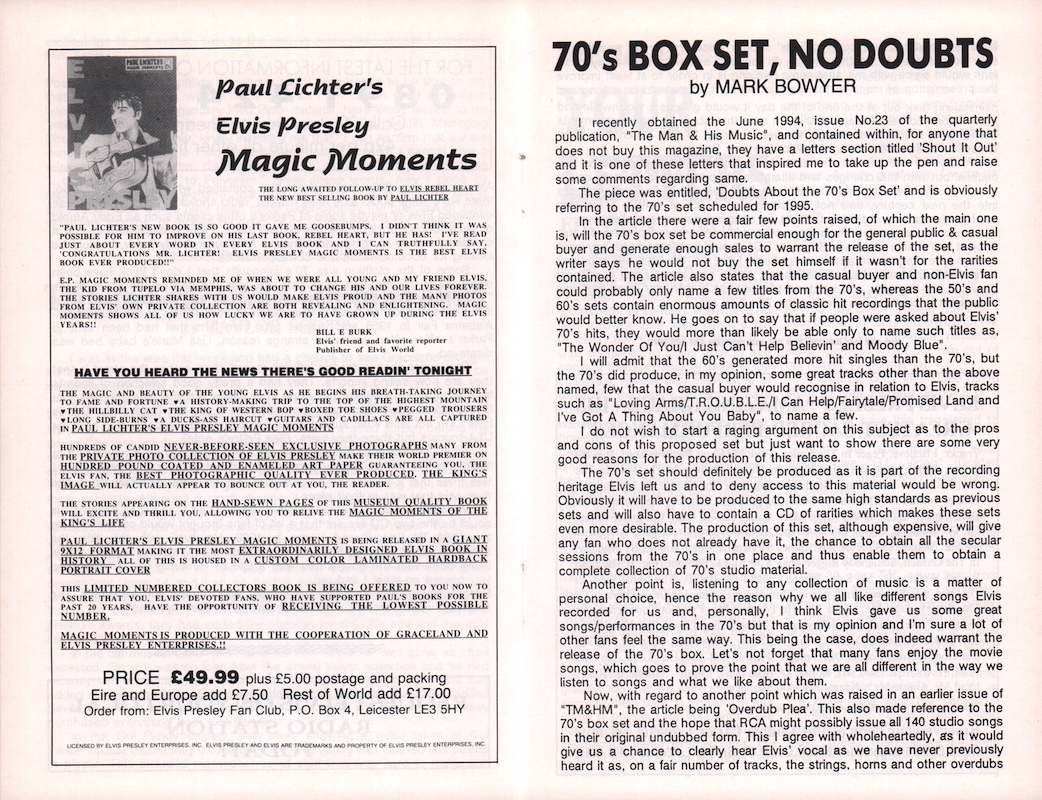 ELVIS
PRESLEY
PAUL LICHTER'S
MAGIC MOMENTS
Paul Lichter's
Elvis Presley
Magic Moments
THE LONG AWAITED FOLLOW-UP TO ELVIS REBEL HEART
THE NEW BEST SELLING BOOK BY PAUL LICHTER
"PAUL LICHTER'S NEW BOOK IS SO GOOD IT GAVE ME GOOSEBUMPS. I DIDN'T THINK IT WAS
POSSIBLE FOR HIM TO IMPROVE ON HIS LAST BOOK, REBEL HEART, BUT HE HAS! I'VE READ
JUST ABOUT EVERY WORD IN EVERY ELVIS BOOK AND I CAN TRUTHFULLY SAY,
'CONGRATULATIONS MR. LICHTER! ELVIS PRESLEY MAGIC MOMENTS IS THE BEST ELVIS
BOOK EVER PRODUCED!!"
E.P. MAGIC MOMENTS REMINDED ME OF WHEN WE WERE ALL YOUNG AND MY FRIEND ELVIS,
THE KID FROM TUPELO VIA MEMPHIS, WAS ABOUT TO CHANGE HIS AND OUR LIVES FOREVER.
THE STORIES LICHTER SHARES WITH US WOULD MAKE ELVIS PROUD AND THE MANY PHOTOS
FROM ELVIS' OWN PRIVATE COLLECTION ARE BOTH REVEALING AND ENLIGHTENING. MAGIC
MOMENTS SHOWS ALL OF US HOW LUCKY WE ARE TO HAVE GROWN UP DURING THE ELVIS
YEARS!!
BILL E BURK
Elvis' friend and favorite reporter
Publisher of Elvis World
HAVE YOU HEARD THE NEWS THERE'S GOOD READIN' TONIGHT
THE MAGIC AND BEAUTY OF THE YOUNG ELVIS AS HE BEGINS HIS BREATH-TAKING JOURNEY
TO FAME AND FORTUNE ♥A HISTORY-MAKING TRIP TO THE TOP OF THE HIGHEST MOUNTAIN
♥THE HILLBILLY CAT ♥THE KING OF WESTERN BOP ♥BOXED TOE SHOES ♥PEGGED TROUSERS
♥LONG SIDE-BURNS ♥A DUCKS-ASS HAIRCUT ♥GUITARS AND CADILLACS ARE ALL CAPTURED
IN PAUL LICHTER'S ELVIS PRESLEY MAGIC MOMENTS
HUNDREDS OF CANDID NEVER-BEFORE-SEEN EXCLUSIVE PHOTOGRAPHS MANY FROM
THE PRIVATE PHOTO COLLECTION OF ELVIS PRESLEY MAKE THEIR WORLD PREMIER ON
HUNDRED POUND COATED AND ENAMELED ART PAPER GUARANTEEING YOU, THE
ELVIS FAN, THE BEST PHOTOGRAPHIC QUALITY EVER PRODUCED, THE KING'S
IMAGE WILL ACTUALLY APPEAR TO BOUNCE OUT AT YOU, THE READER.
THE STORIES APPEARING ON THE HAND-SEWN PAGES OF THIS MUSEUM QUALITY BOOK
WILL EXCITE AND THRILL YOU, ALLOWING YOU TO RELIVE THE MAGIC MOMENTS OF THE
KING'S LIFE
PAUL LICHTER'S ELVIS PRESLEY MAGIC MOMENTS IS BEING RELEASED IN A GIANT
9X12 FORMAT MAKING IT THE MOST EXTRAORDINARILY DESIGNED ELVIS BOOK IN
HISTORY ALL OF THIS IS HOUSED IN A CUSTOM COLOR LAMINATED HARDBACK
PORTRAIT COVER
THIS LIMITED NUMBERED COLLECTORS BOOK IS BEING OFFERED TO YOU NOW TO
ASSURE THAT YOU, ELVIS' DEVOTED FANS, WHO HAVE SUPPORTED PAUL'S BOOKS FOR THE
PAST 20 YEARS, HAVE THE OPPORTUNITY OF RECEIVING THE LOWEST POSSIBLE
NUMBER.
MAGIC MOMENTS IS PRODUCED WITH THE COOPERATION OF GRACELAND AND
ELVIS PRESLEY ENTERPRISES.!!
PRICE £49.99 plus £5.00 postage and packing
Eire and Europe add £7.50 Rest of World add £17.00
Order from: Elvis Presley Fan Club, P.O. Box 4, Leicester LE3 5HY
LICENSED BY ELVIS PRESLEY ENTERPRISES, INC. ELVIS PRESLEY AND ELVIS ARE TRADEMARKS AND PROPERTY OF ELVIS PRESLEY ENTERPRISES, INC.
70's BOX SET, NO DOUBTS
by MARK BOWYER
I recently obtained the June 1994, issue No.23 of the quarterly
publication, "The Man & His Music", and contained within, for anyone that
does not buy this magazine, they have a letters section titled 'Shout It Out'
and it is one of these letters that inspired me to take up the pen and raise
some comments regarding same.
The piece was entitled, 'Doubts About the 70's Box Set' and is obviously
referring to the 70's set scheduled for 1995.
In the article there were a fair few points raised, of which the main one
is, will the 70's box set be commercial enough for the general public & casual
buyer and generate enough sales to warrant the release of the set, as the
writer says he would not buy the set himself if it wasn't for the rarities
contained. The article also states that the casual buyer and non-Elvis fan
could probably only name a few titles from the 70's, whereas the 50's and
60's sets contain enormous amounts of classic hit recordings that the public
would better know. He goes on to say that if people were asked about Elvis'
70's hits, they would more than likely be able only to name such titles as,
"The Wonder Of You/I Just Can't Help Believin' and Moody Blue".
I will admit that the 60's generated more hit singles than the 70's, but
the 70's did produce, in my opinion, some great tracks other than the above
named, few that the casual buyer would recognise in relation to Elvis, tracks
such as "Loving Arms/T.R.O.U.B.L.E./I Can Help/Fairytale/Promised Land and
I've Got A Thing About You Baby", to name a few.
I do not wish to start a raging argument on this subject as to the pros
and cons of this proposed set but just want to show there are some very
good reasons for the production of this release.
The 70's set should definitely be produced as it is part of the recording
heritage Elvis left us and to deny access to this material would be wrong.
Obviously it will have to be produced to the same high standards as previous
sets and will also have to contain a CD of rarities which makes these sets
even more desirable. The production of this set, although expensive, will give
any fan who does not already have it, the chance to obtain all the secular
sessions from the 70's in one place and thus enable them to obtain a
complete collection of 70's studio material.
Another point is, listening to any collection of music is a matter of
personal choice, hence the reason why we all like different songs Elvis
recorded for us and, personally, I think Elvis gave us some great
songs/performances in the 70's but that is my opinion and I'm sure a lot of
other fans feel the same way. This being the case, does indeed warrant the
release of the 70's box. Let's not forget that many fans enjoy the movie
songs, which goes to prove the point that we are all different in the way we
listen to songs and what we like about them.
Now, with regard to another point which was raised in an earlier issue of
"TM&HM", the article being 'Overdub Plea'. This also made reference to the
70's box set and the hope that RCA might possibly issue all 140 studio songs
in their original undubbed form. This I agree with wholeheartedly, as it would
give us a chance to clearly hear Elvis' vocal as we have never previously
heard it as, on a fair number of tracks, the strings, horns and other overdubs